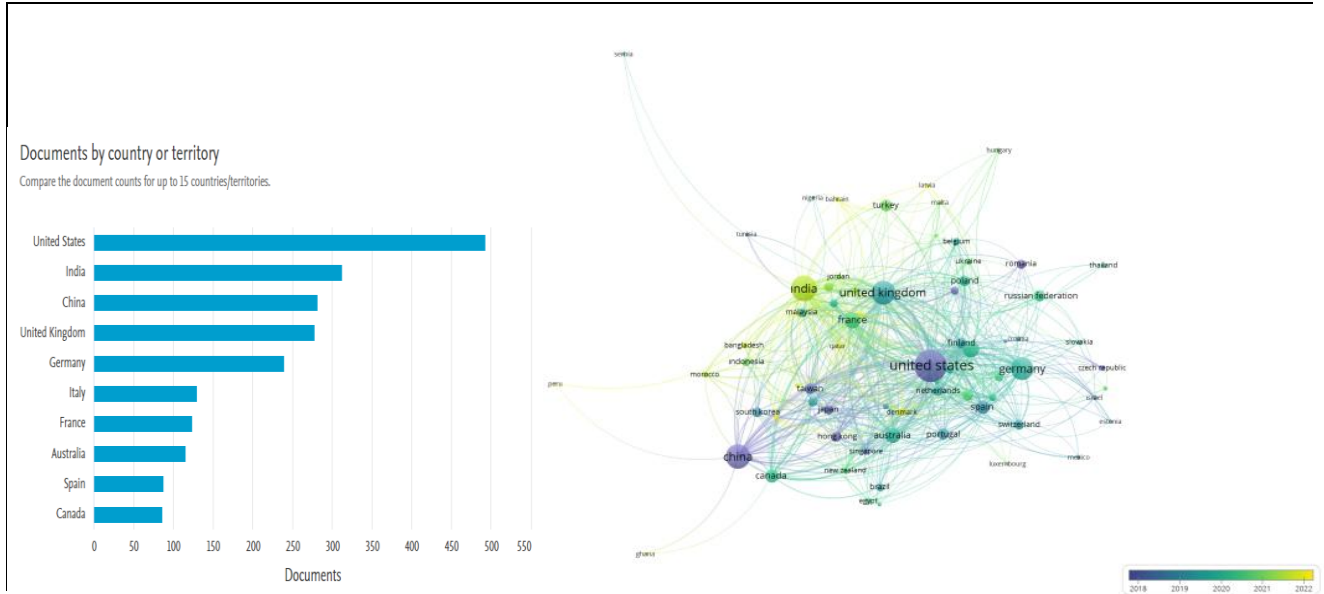 Documents by country or territory
Compare the document counts for up to 15 countries/territories.
United States
India
China
United Kingdom
Germany
Italy
France
Australia
Spain
Canada
0 50 100 150 200 250 300 350 400 450 500 550
Documents
serbia
hungary
latvia
nigeria bahrain
malta
turkey
tunisia
belgium
ukraine
romania
thailand
jordan
poland
india
united kingdom
russian federation
malaysia
france
finland
croatia
slovakia
bangladesh
qatar
indonesia
united states
germany
czech republic
morocco
peru
taiwan
netherlands
israel
south korea
japan
denmark
spain
estonia
switzerland
hong kong
australia
portugal
singapore
china
mexico
new zealand
luxembourg
canada
brazil
egypt
ghana
2018 2019 2020 2021 2022